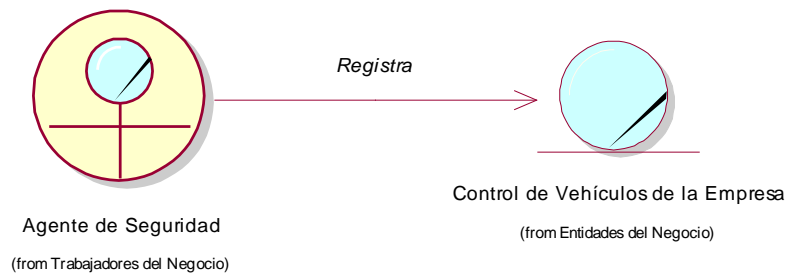 Registra
Agente de Seguridad
(from Trabajadores del Negocio)
Control de Vehículos de la Empresa
(from Entidades del Negocio)